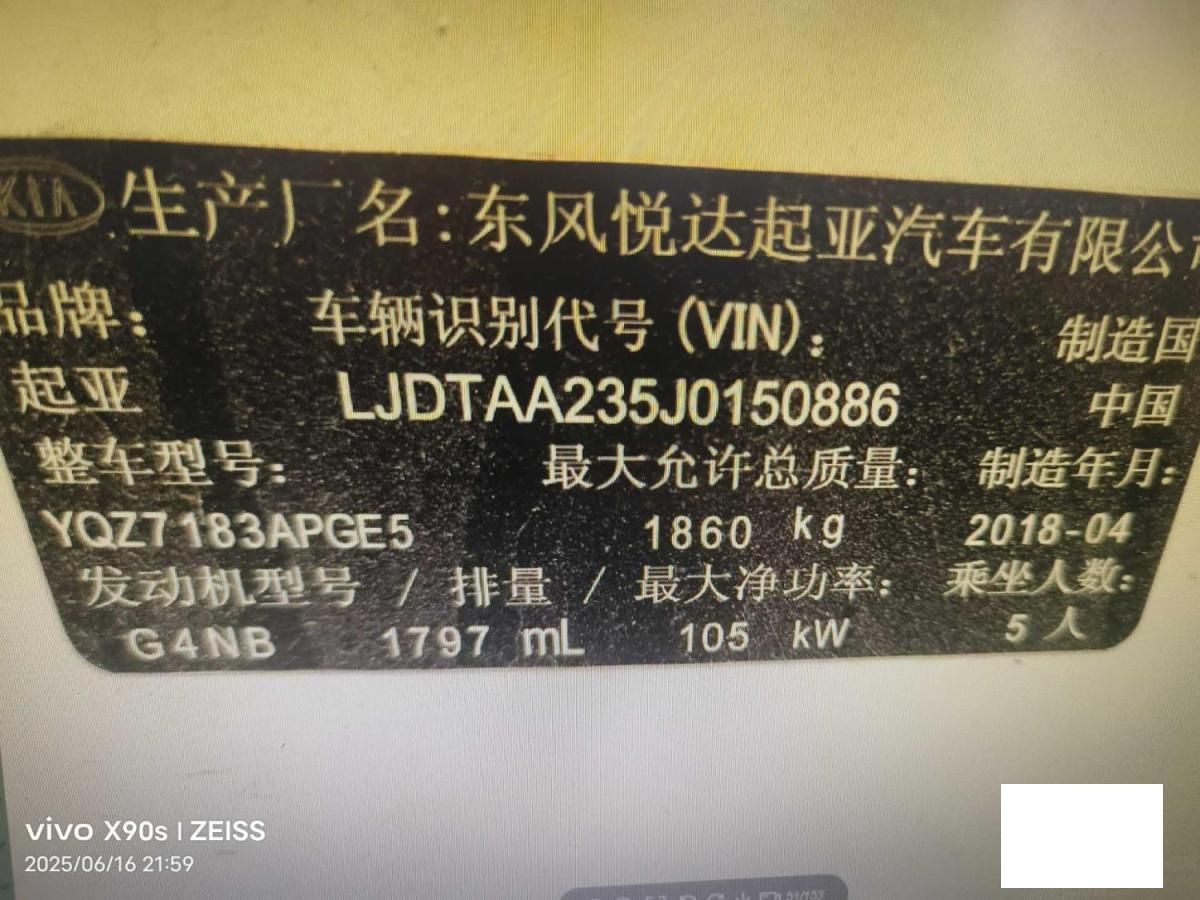 KIA 生产厂名:东风悦达起亚汽车有限公
品牌: 车辆识别代号 (VIN): 制造国
起亚 LJDTAA235J0150886 中国
整车型号: 最大允许总质量: 制造年月:
YQZ7183APGE5 1860 kg 2018-04
发动机型号 / 排量 / 最大净功率: 乘坐人数:
G4NB 1797 mL 105 kW 5 人
vivo X90s | ZEISS
2025/06/16 21:59